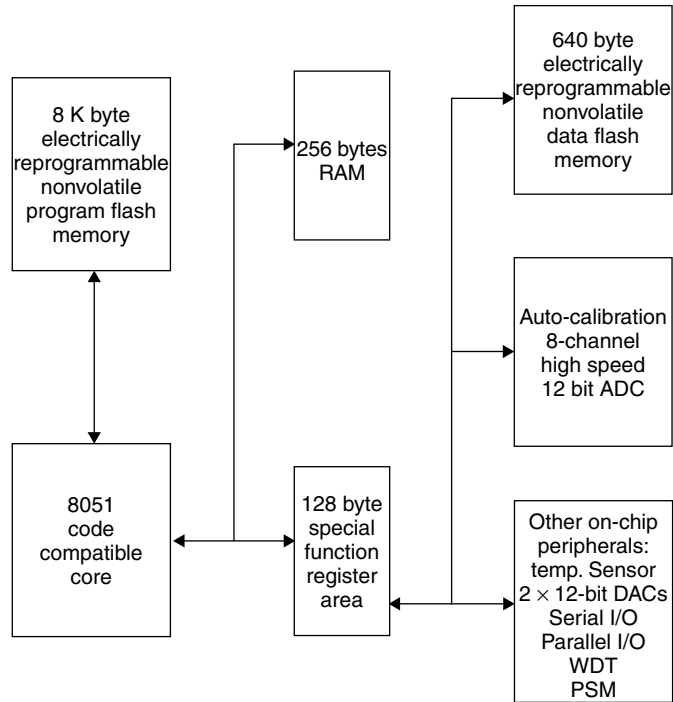 8 K byte
electrically
reprogrammable
nonvolatile
program flash
memory
256 bytes
RAM
640 byte
electrically
reprogrammable
nonvolatile
data flash
memory
Auto-calibration
8-channel
high speed
12 bit ADC
8051
code
compatible
core
128 byte
special
function
register
area
Other on-chip
peripherals:
temp. Sensor
2 × 12-bit DACs
Serial I/O
Parallel I/O
WDT
PSM